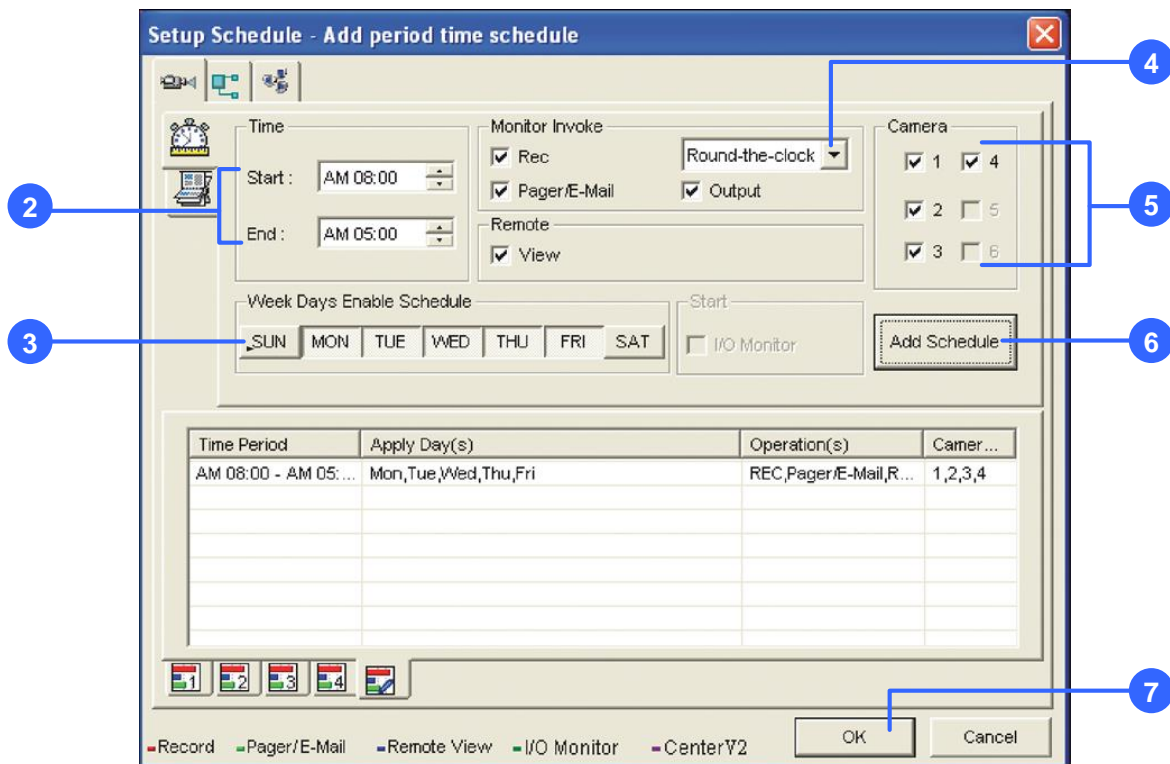 Setup Schedule - Add period time schedule
4
Time
Monitor Invoke
Camera
Rec
Round-the-clock
1
4
Start :
AM 08:00
Pager/E-Mail
Output
2
2
5
5
End :
AM 05:00
Remote
View
3
6
Week Days Enable Schedule
Start
3
SUN
MON
TUE
WED
THU
FRI
SAT
I/O Monitor
Add Schedule
6
Time Period
Apply Day(s)
Operation(s)
Camer...
AM 08:00 - AM 05:...
Mon,Tue,Wed,Thu,Fri
REC,Pager/E-Mail,R...
1,2,3,4
1
2
3
4
7
Record
Pager/E-Mail
Remote View
I/O Monitor
CenterV2
OK
Cancel